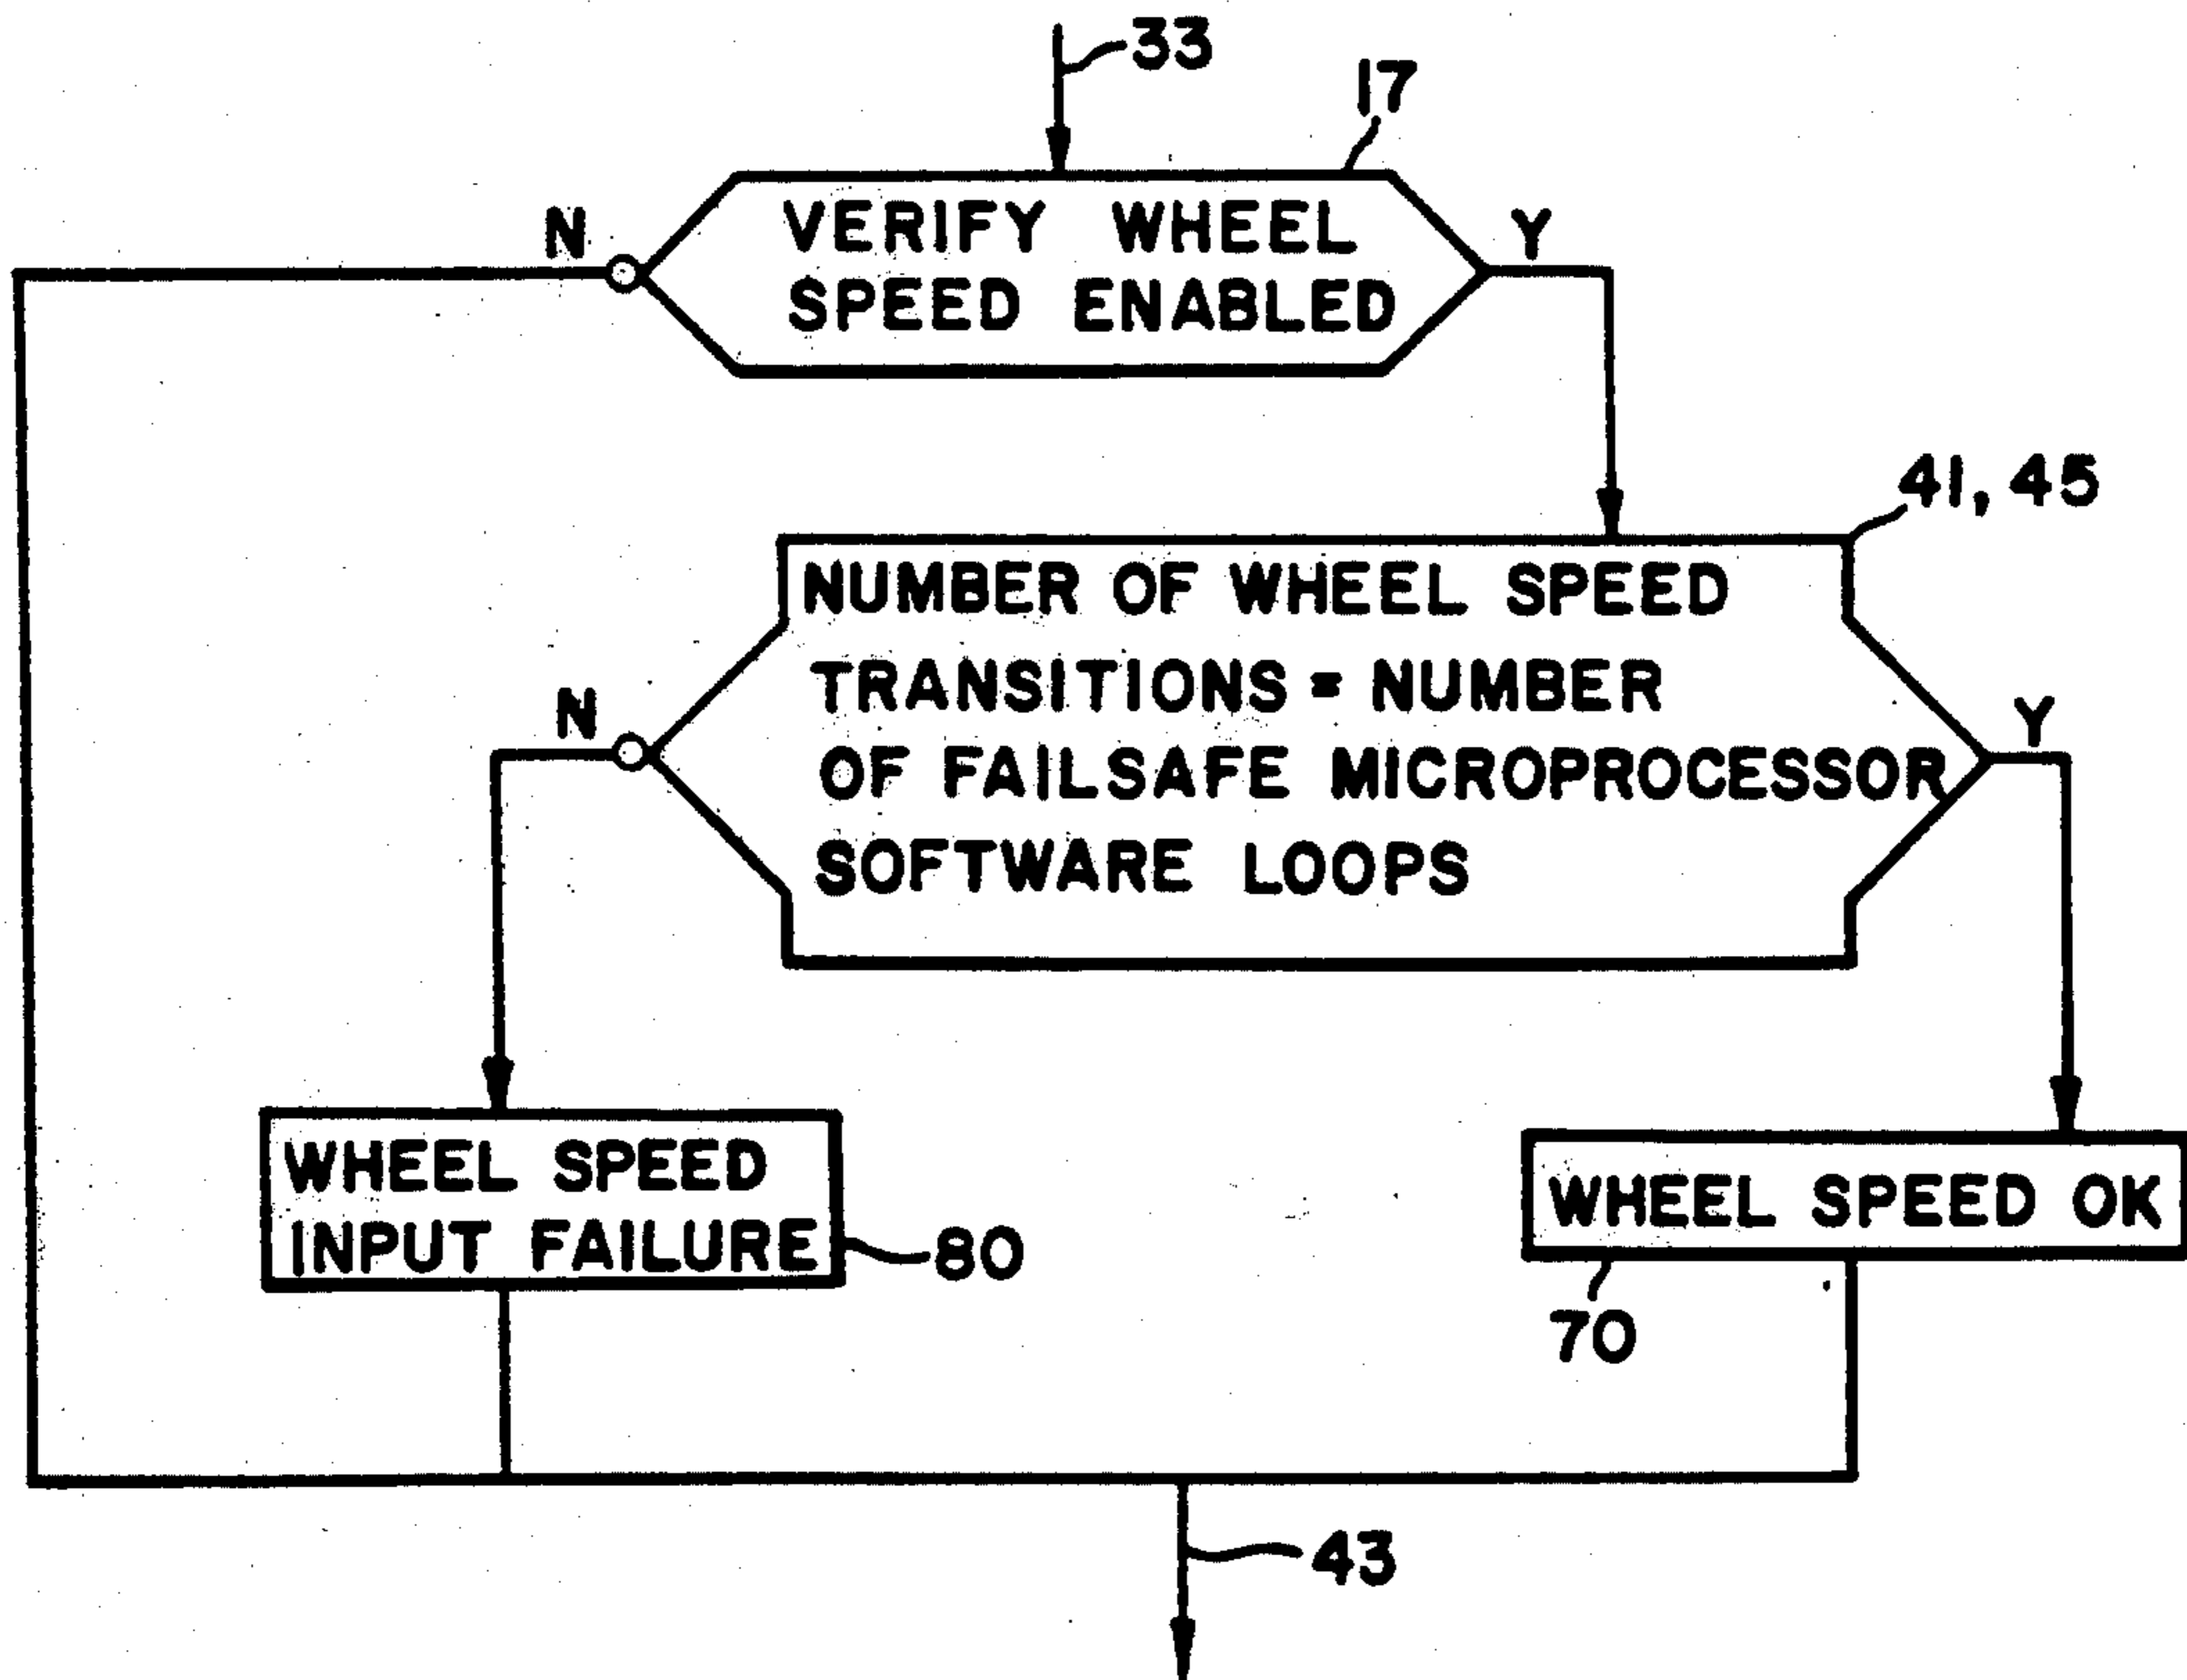 33
17
N
VERIFY WHEEL
SPEED ENABLED
Y
41, 45
NUMBER OF WHEEL SPEED
TRANSITIONS = NUMBER
OF FAILSAFE MICROPROCESSOR
SOFTWARE LOOPS
N
Y
WHEEL SPEED
INPUT FAILURE
80
WHEEL SPEED OK
70
43